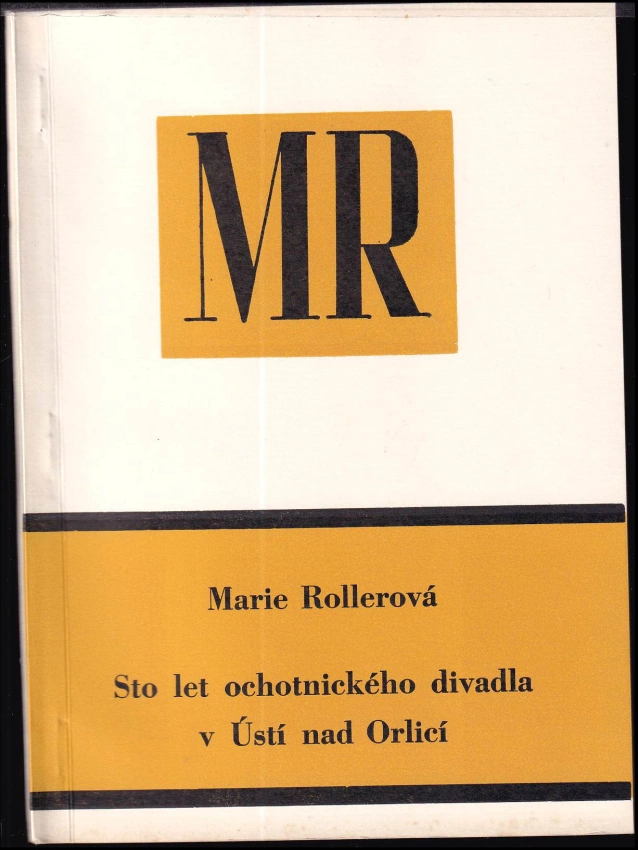 MR
Marie Rollerová
Sto let ochotnického divadla
v Ústí nad Orlicí